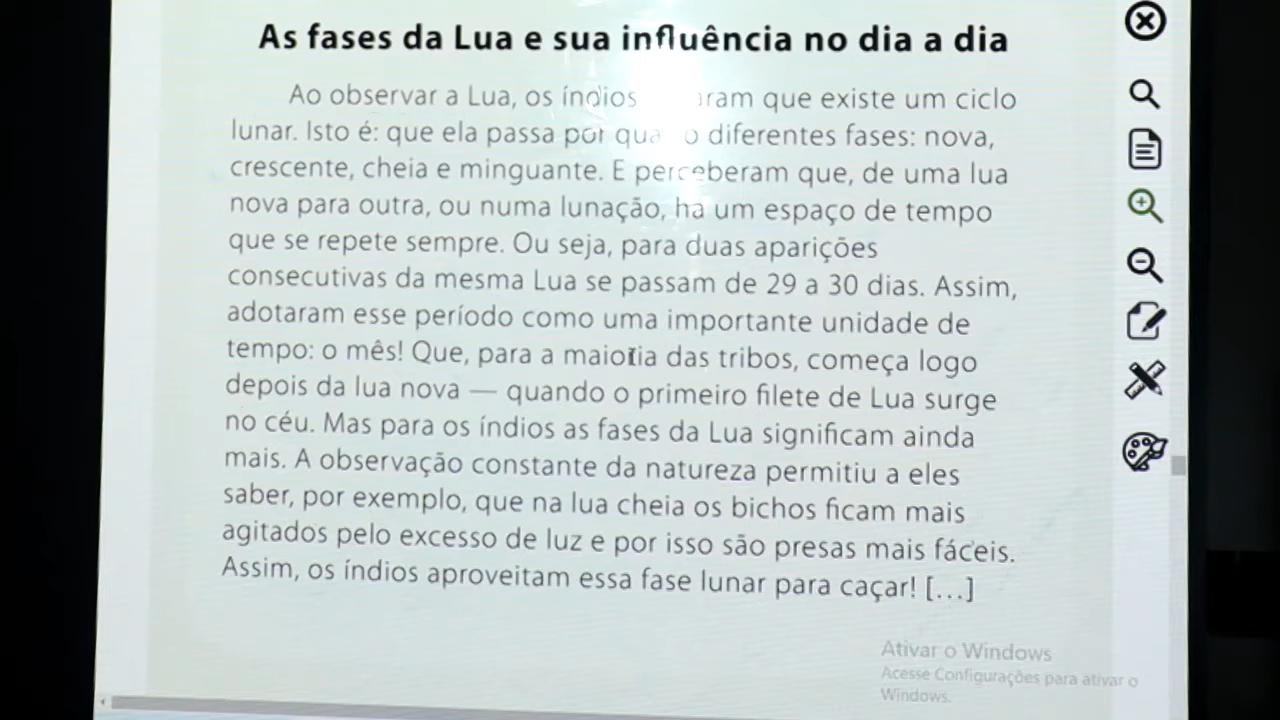 As fases da Lua e sua influência no dia a dia
Ao observar a Lua, os índios que existe um ciclo
lunar. Isto é: que ela passa por diferentes fases: nova,
crescente, cheia e minguante. E perceberam que, de uma lua
nova para outra, ou numa lunação, há um espaço de tempo
que se repete sempre. Ou seja, para duas aparições
consecutivas da mesma Lua se passam de 29 a 30 dias. Assim,
adotaram esse período como uma importante unidade de
tempo: o mês! Que, para a maioria das tribos, começa logo
depois da lua nova — quando o primeiro filete de Lua surge
no céu. Mas para os índios as fases da Lua significam ainda
mais. A observação constante da natureza permitiu a eles
saber, por exemplo, que na lua cheia os bichos ficam mais
agitados pelo excesso de luz e por isso são presas mais fáceis.
Assim, os índios aproveitam essa fase lunar para caçar! [...]
Ativar o Windows
Acesse Configurações para ativar o
Windows.